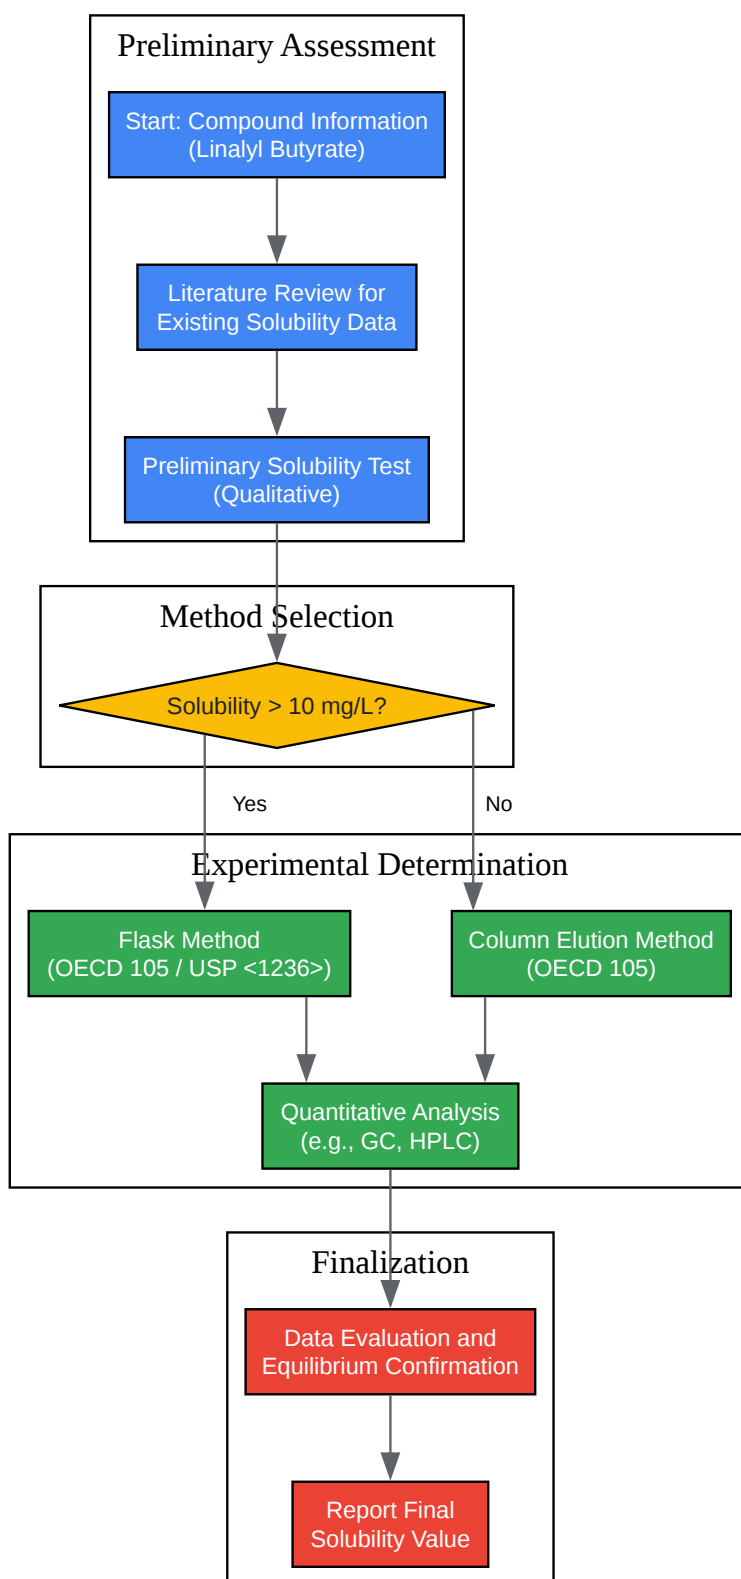 Preliminary Assessment
Start: Compound Information
(Linalyl Butyrate)
Literature Review for
Existing Solubility Data
Preliminary Solubility Test
(Qualitative)
Method Selection
Solubility > 10 mg/L?
Yes
No
Experimental Determination
Flask Method
(OECD 105 / USP <1236>)
Column Elution Method
(OECD 105)
Quantitative Analysis
(e.g., GC, HPLC)
Finalization
Data Evaluation and
Equilibrium Confirmation
Report Final
Solubility Value